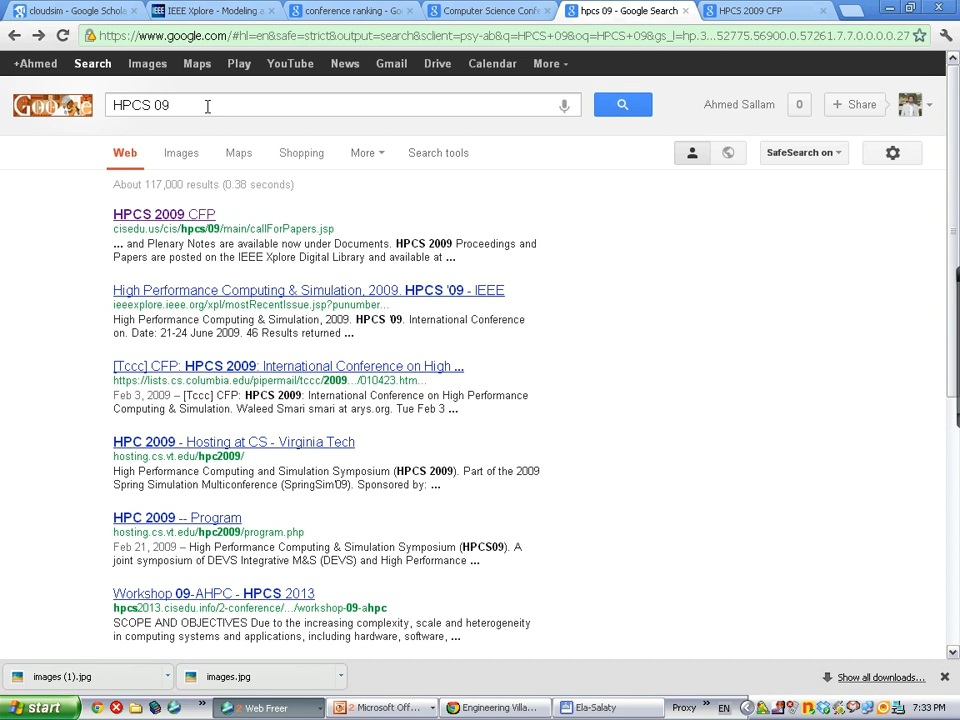 cloudsim - Google Schola
IEEE Xplore - Modeling a
conference ranking - Go
Computer Science Conf
hpcs 09 - Google Search
HPCS 2009 CFP
https://www.google.com/#hl=en&safe=strict&output=search&sclient=psy-ab&q=HPCS+09&oq=HPCS+09&gs_l=hp.3...52775.56900.0.57261.7.7.0.0.0.0.27
+Ahmed Search Images Maps Play YouTube News Gmail Drive Calendar More
Google
HPCS 09
Ahmed Sallam
0
+ Share
Web Images Maps Shopping More Search tools
SafeSearch on
About 117,000 results (0.38 seconds)
HPCS 2009 CFP
cisedu.us/cis/hpcs/09/main/callForPapers.jsp
... and Plenary Notes are available now under Documents. HPCS 2009 Proceedings and
Papers are posted on the IEEE Xplore Digital Library and available at ...
High Performance Computing & Simulation, 2009. HPCS '09 - IEEE
ieeexplore.ieee.org/xpl/mostRecentIssue.jsp?punumber...
High Performance Computing & Simulation, 2009. HPCS '09. International Conference
on. Date: 21-24 June 2009. 46 Results returned ...
[Tccc] CFP: HPCS 2009: International Conference on High ...
https://lists.cs.columbia.edu/pipermail/tccc/2009.../010423.htm...
Feb 3, 2009 – [Tccc] CFP: HPCS 2009: International Conference on High Performance
Computing & Simulation. Waleed Smari smari at arys.org. Tue Feb 3 ...
HPC 2009 - Hosting at CS - Virginia Tech
hosting.cs.vt.edu/hpc2009/
High Performance Computing and Simulation Symposium (HPCS 2009). Part of the 2009
Spring Simulation Multiconference (SpringSim'09). Sponsored by: ...
HPC 2009 -- Program
hosting.cs.vt.edu/hpc2009/program.php
Feb 21, 2009 – High Performance Computing & Simulation Symposium (HPCS09). A
joint symposium of DEVS Integrative M&S (DEVS) and High Performance ...
Workshop 09-AHPC - HPCS 2013
hpcs2013.cisedu.info/2-conference/.../workshop-09-ahpc
SCOPE AND OBJECTIVES Due to the increasing complexity, scale and heterogeneity
in computing systems and applications, including hardware, software, ...
images (1).jpg
images.jpg
Show all downloads...
start
2 Web Freer
2 Microsoft Offi...
Engineering Villa...
Ela-Salaty
Proxy
EN
7:33 PM